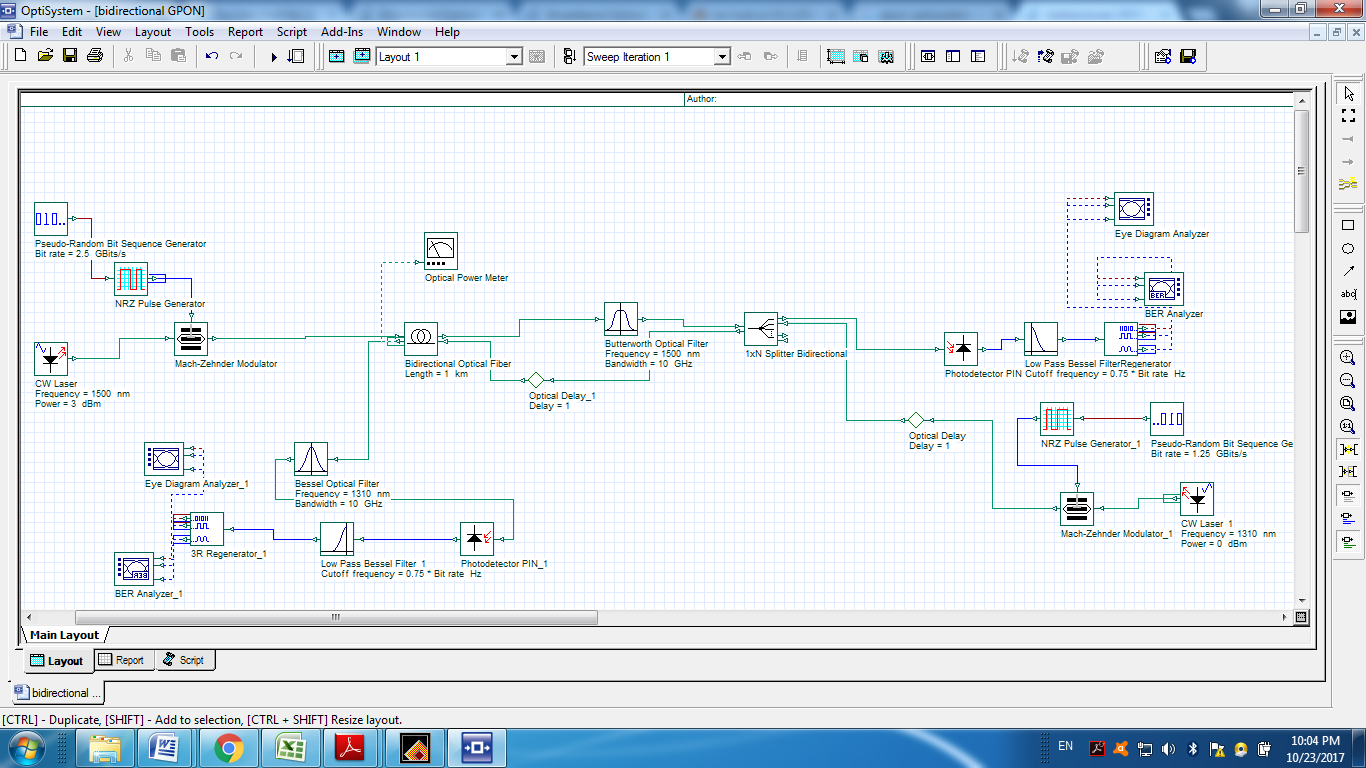 OptiSystem - [bidirectional GPON]
File Edit View Layout Tools Report Script Add-Ins Window Help
Layout 1
Sweep Iteration 1
Author:
Pseudo-Random Bit Sequence Generator
Bit rate = 2.5 GBits/s
NRZ Pulse Generator
Mach-Zehnder Modulator
CW Laser
Frequency = 1500 nm
Power = 3 dBm
Optical Power Meter
Bidirectional Optical Fiber
Length = 1 km
Optical Delay_1
Delay = 1
Butterworth Optical Filter
Frequency = 1500 nm
Bandwidth = 10 GHz
1xN Splitter Bidirectional
Eye Diagram Analyzer
BER
BER Analyzer
Photodetector PIN
Low Pass Bessel Filter
Regenerator
Cutoff frequency = 0.75 * Bit rate Hz
Optical Delay
Delay = 1
NRZ Pulse Generator_1
Pseudo-Random Bit Sequence Ge
Bit rate = 1.25 GBits/s
Mach-Zehnder Modulator_1
CW Laser_1
Frequency = 1310 nm
Power = 0 dBm
Eye Diagram Analyzer_1
Bessel Optical Filter
Frequency = 1310 nm
Bandwidth = 10 GHz
3R Regenerator_1
Low Pass Bessel Filter_1
Cutoff frequency = 0.75 * Bit rate Hz
Photodetector PIN_1
BER Analyzer_1
Main Layout
Layout Report Script
bidirectional ...
[CTRL] - Duplicate, [SHIFT] - Add to selection, [CTRL + SHIFT] Resize layout.
EN
10:04 PM
10/23/2017